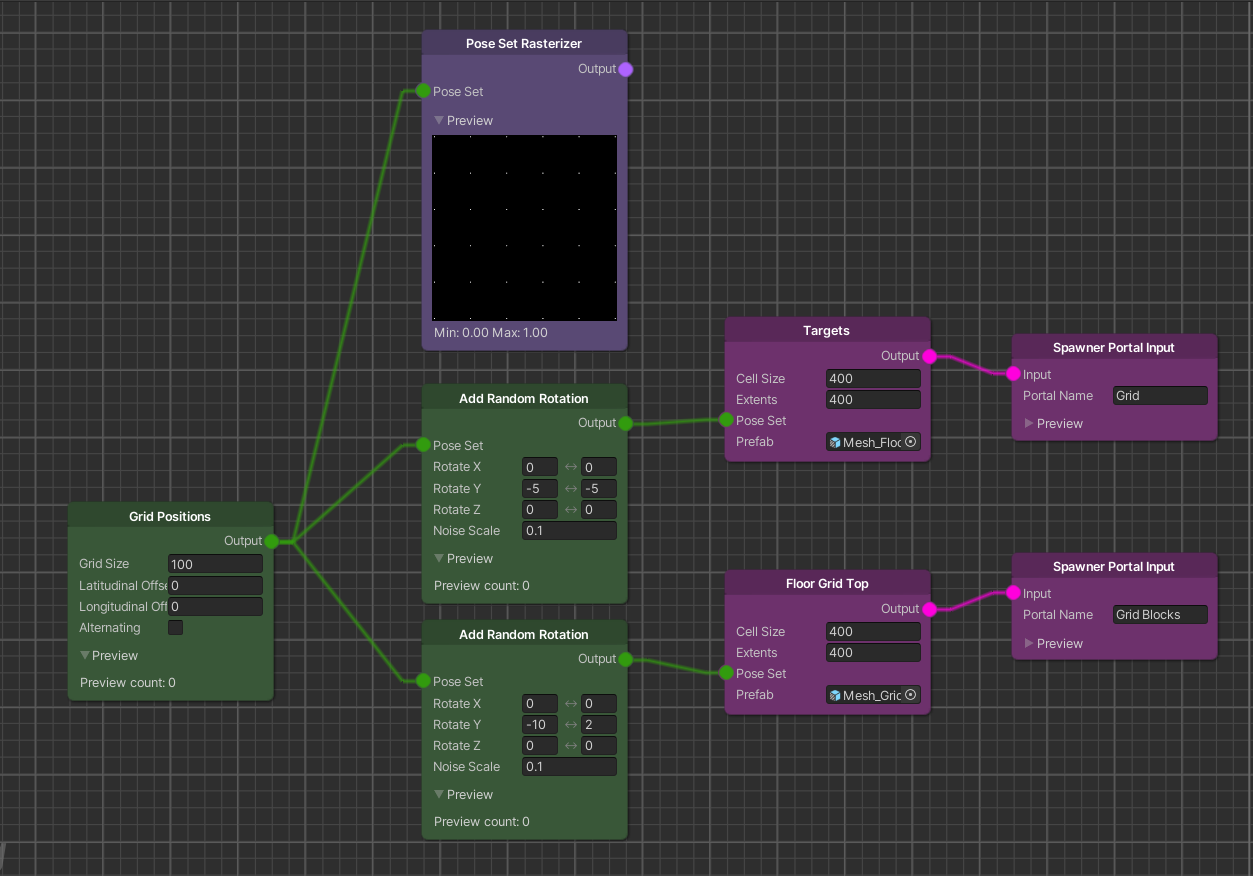 Pose Set Rasterizer
Output
Pose Set
Preview
Min: 0.00 Max: 1.00
Targets
Output
Cell Size 400
Extents 400
Pose Set
Prefab Mesh_Floo
Spawner Portal Input
Input
Portal Name Grid
Preview
Add Random Rotation
Output
Pose Set
Rotate X 0 ↔ 0
Rotate Y -5 ↔ -5
Rotate Z 0 ↔ 0
Noise Scale 0.1
Preview
Preview count: 0
Grid Positions
Output
Grid Size 100
Latitudinal Offse 0
Longitudinal Off 0
Alternating
Preview
Preview count: 0
Floor Grid Top
Output
Cell Size 400
Extents 400
Pose Set
Prefab Mesh_Gric
Spawner Portal Input
Input
Portal Name Grid Blocks
Preview
Add Random Rotation
Output
Pose Set
Rotate X 0 ↔ 0
Rotate Y -10 ↔ 2
Rotate Z 0 ↔ 0
Noise Scale 0.1
Preview
Preview count: 0